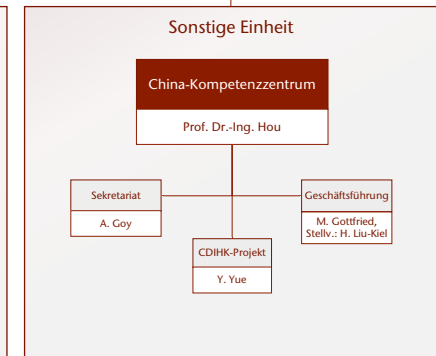 Sonstige Einheit
China-Kompetenzzentrum
Prof. Dr.-Ing. Hou
Sekretariat
A. Goy
Geschäftsführung
M. Gottfried,
Stellv.: H. Liu-Kiel
CDIHK-Projekt
Y. Yue